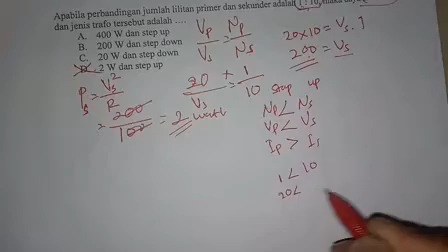 Apabila perbandingan jumlah lilitan primer dan sekunder adalah 1 : 10, maka daya
dan jenis trafo tersebut adalah ....
A. 400 W dan step up
B. 200 W dan step down
C. 20 W dan step down
D. 2 W dan step up
Vp/Vs = Np/Ns
20/Vs = 1/10
20×10 = Vs . 1
200 = Vs
Ps = Vs²/R
= 200/100 = 2 watt
step up
Np < Ns
Vp < Vs
Ip > Is
1 < 10
20 <